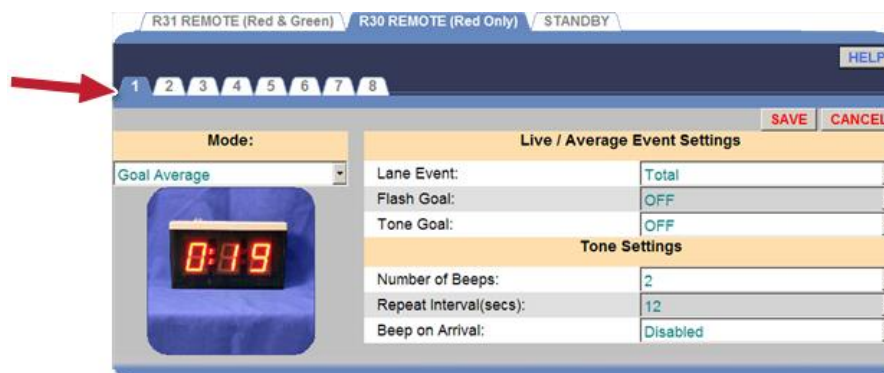 R31 REMOTE (Red & Green) R30 REMOTE (Red Only) STANDBY
HELP
1 2 3 4 5 6 7 8
SAVE CANCEL
Mode: Live / Average Event Settings
Goal Average Lane Event: Total
Flash Goal: OFF
Tone Goal: OFF
0:19
Tone Settings
Number of Beeps: 2
Repeat Interval(secs): 12
Beep on Arrival: Disabled